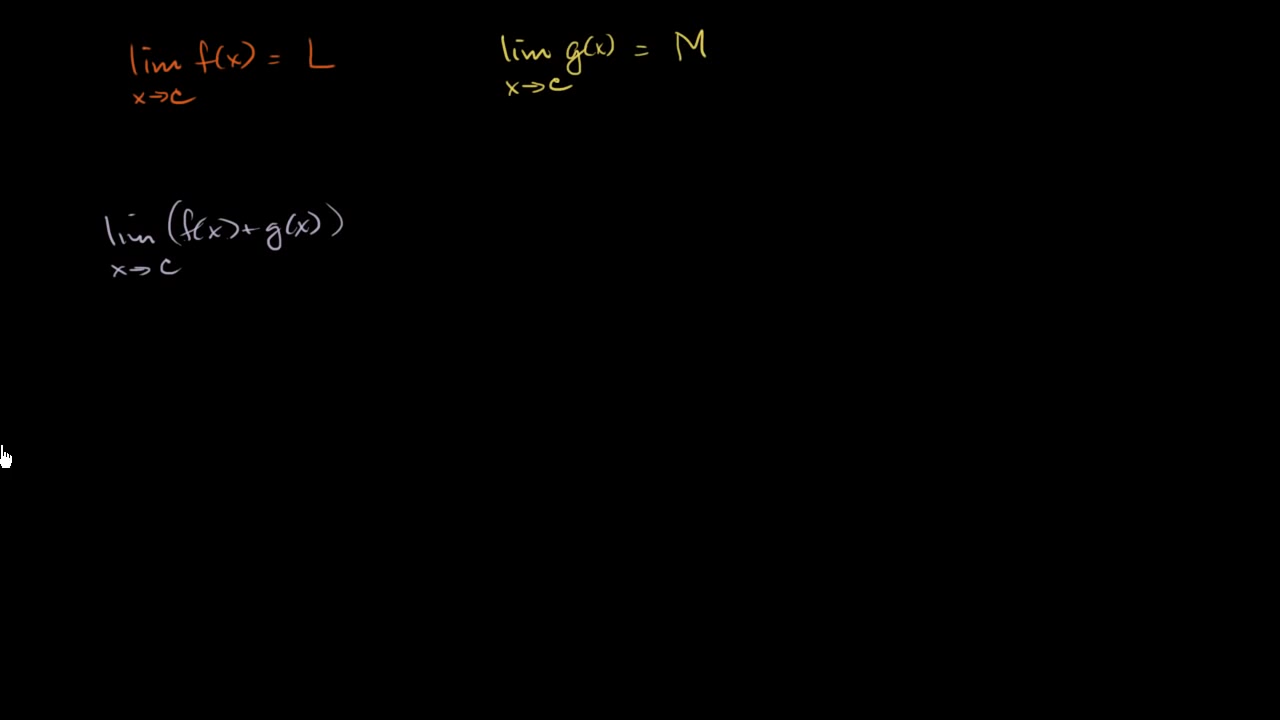 lim f(x) = L
x→c
lim g(x) = M
x→c
lim (f(x)+g(x))
x→c